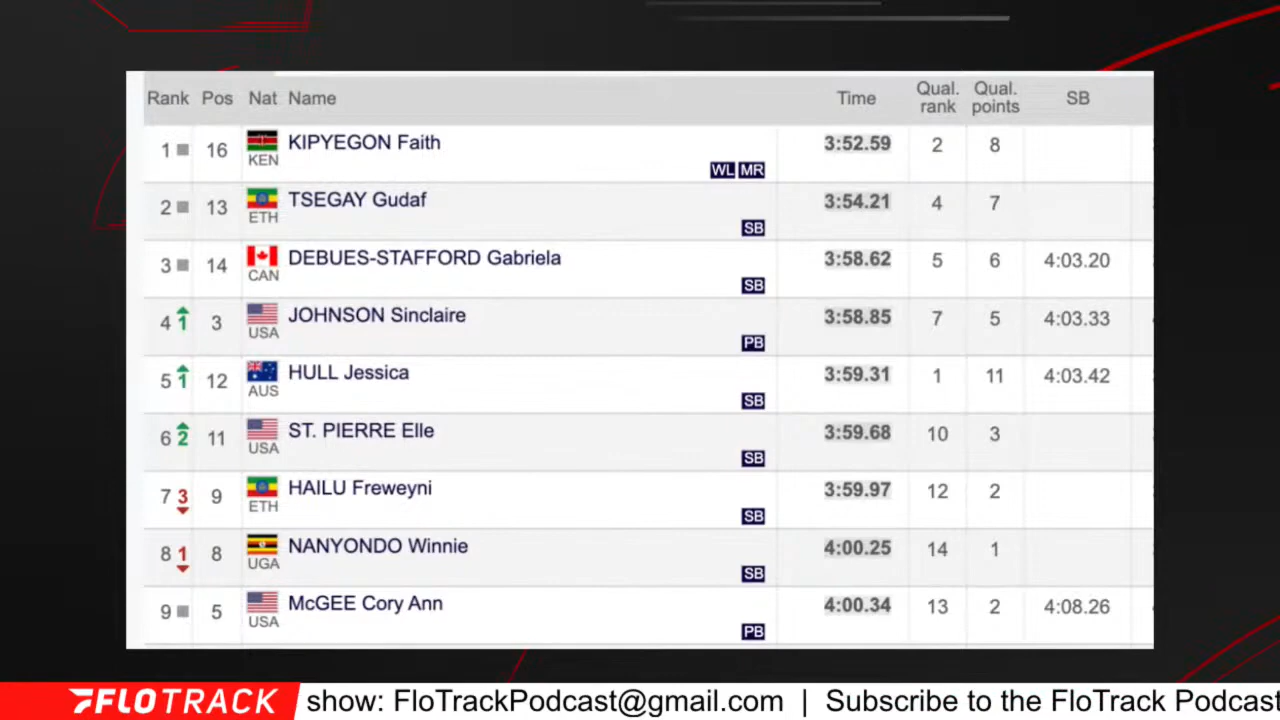 Rank Pos Nat Name Time Qual. rank Qual. points SB
1 16 KEN KIPYEGON Faith WL MR 3:52.59 2 8
2 13 ETH TSEGAY Gudaf SB 3:54.21 4 7
3 14 CAN DEBUES-STAFFORD Gabriela SB 3:58.62 5 6 4:03.20
4 1 3 USA JOHNSON Sinclaire PB 3:58.85 7 5 4:03.33
5 1 12 AUS HULL Jessica SB 3:59.31 1 11 4:03.42
6 2 11 USA ST. PIERRE Elle SB 3:59.68 10 3
7 3 9 ETH HAILU Freweyni SB 3:59.97 12 2
8 1 8 UGA NANYONDO Winnie SB 4:00.25 14 1
9 5 USA McGEE Cory Ann PB 4:00.34 13 2 4:08.26
FLOTRACK show: FloTrackPodcast@gmail.com | Subscribe to the FloTrack Podcast